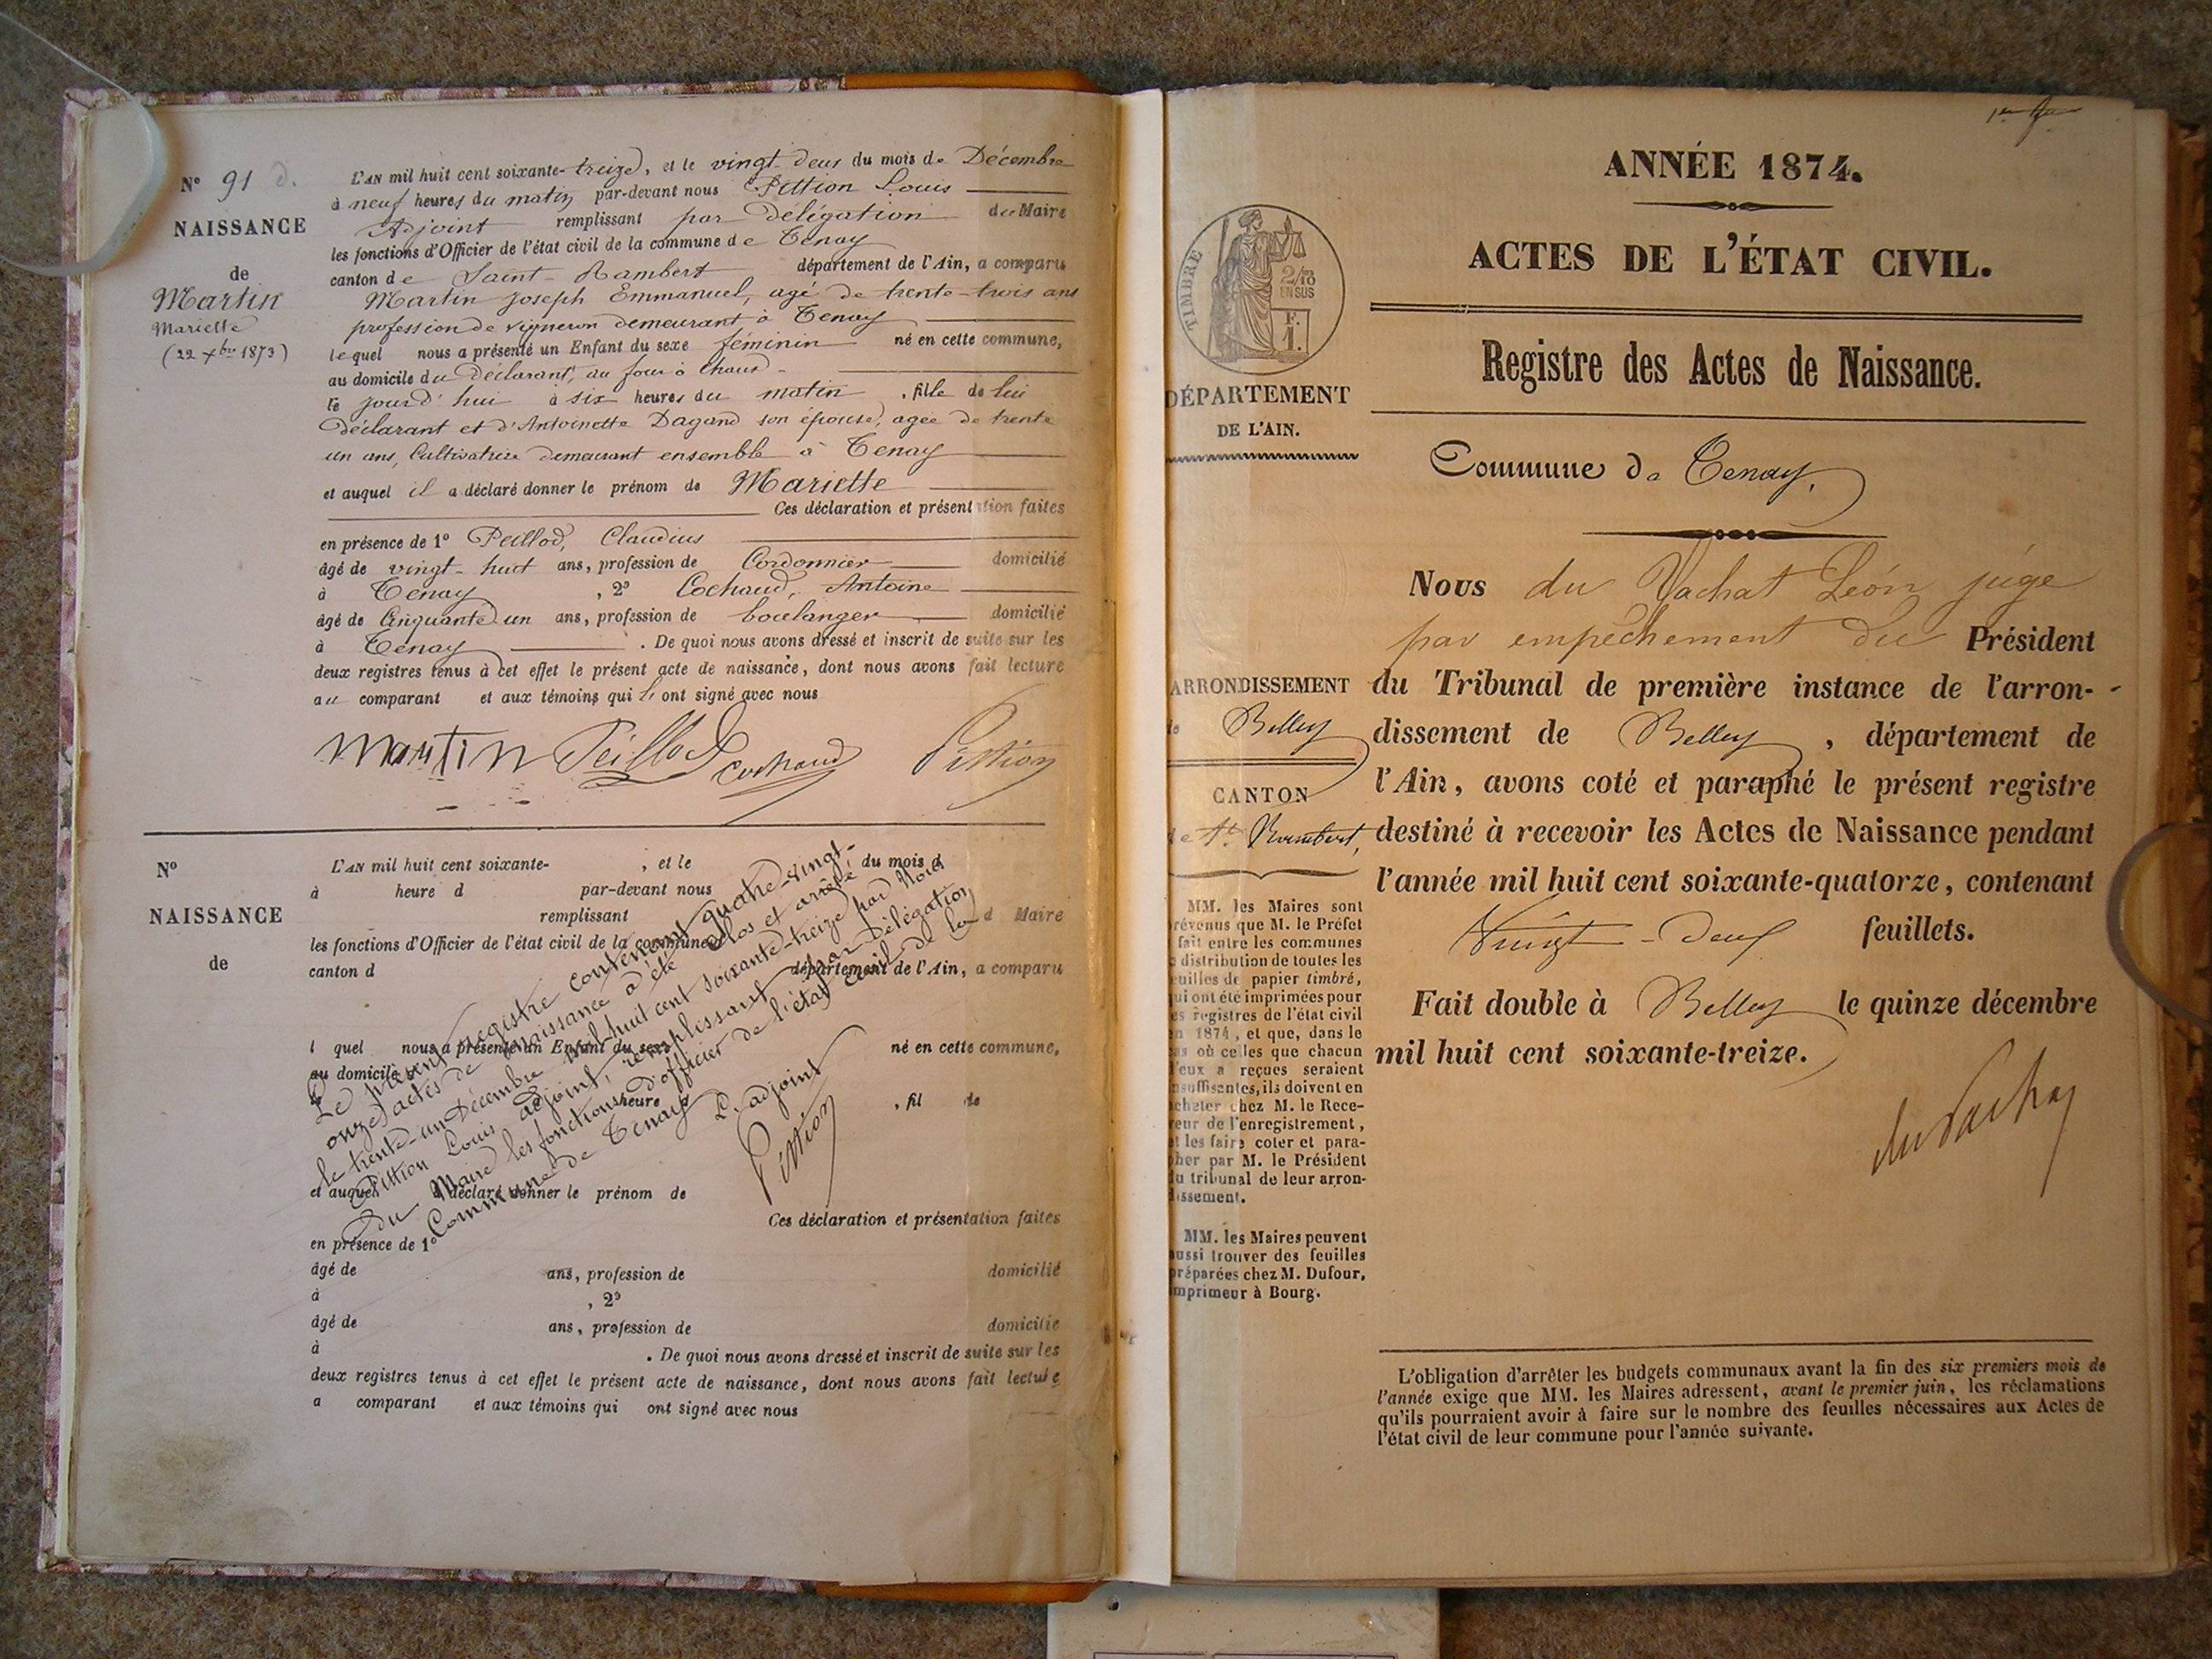 N° 91 d.
NAISSANCE
de
Martin
Mariette
(22 xbre 1873)
L'AN mil huit cent soixante-treize, et le vingt-deux du mois de Décembre
à neuf heures du matin par-devant nous Pittion Louis
Adjoint remplissant par délégation du Maire
les fonctions d'Officier de l'état civil de la commune de Tenay
canton de Saint-Rambert département de l'Ain, a comparu
Martin Joseph Emmanuel, agé de trente-trois ans
profession de vigneron demeurant à Tenay
lequel nous a présenté un Enfant du sexe féminin né en cette commune,
au domicile du déclarant, au four à chaud
le jourd'hui à six heures du matin, fille de lui
déclarant et d'Antoinette Dagand son épouse, agée de trente
un ans, Cultivatrice demeurant ensemble à Tenay
et auquel il a déclaré donner le prénom de Mariette
Ces déclaration et présentation faites
en présence de 1° Peillod, Claudius
âgé de vingt-huit ans, profession de Cordonnier domicilié
à Tenay, 2° Cochaud, Antoine
âgé de Cinquante un ans, profession de boulanger domicilié
à Tenay. De quoi nous avons dressé et inscrit de suite sur les
deux registres tenus à cet effet le présent acte de naissance, dont nous avons fait lecture
au comparant et aux témoins qui ont signé avec nous
Martin Peillod Cochaud Pittion
N°
NAISSANCE
de
L'AN mil huit cent soixante- , et le du mois d
à heure d par-devant nous
remplissant d Maire
les fonctions d'Officier de l'état civil de la commune d
canton d département de l'Ain, a comparu
l quel nous a présenté un Enfant du sexe né en cette commune,
au domicile
heure d , fil de
et auquel a déclaré donner le prénom de
Ces déclaration et présentation faites
en présence de 1°
âgé de ans, profession de domicilié
à , 2°
âgé de ans, profession de domicilié
à . De quoi nous avons dressé et inscrit de suite sur les
deux registres tenus à cet effet le présent acte de naissance, dont nous avons fait lecture
a comparant et aux témoins qui ont signé avec nous
Le présent registre contenant quatre-vingt-
onze actes de naissance a été clos et arrêté
le trente-un Décembre mil huit cent soixante-treize par Nous
Pittion Louis adjoint, remplissant par délégation
du Maire les fonctions d'officier de l'état civil de la
Commune de Tenay L'adjoint
Pittion
ANNÉE 1874.
ACTES DE L'ÉTAT CIVIL.
Registre des Actes de Naissance.
TIMBRE
2/10
EN SUS
F.
1.
DÉPARTEMENT
DE L'AIN.
Commune de Tenay.
Nous du Vachat Léon juge
par empêchement du Président
du Tribunal de première instance de l'arron-
dissement de Belley, département de
l'Ain, avons coté et paraphé le présent registre
destiné à recevoir les Actes de Naissance pendant
l'année mil huit cent soixante-quatorze, contenant
Vingt-deux feuillets.
Fait double à Belley le quinze décembre
mil huit cent soixante-treize.
du Vachat
ARRONDISSEMENT
de Belley
CANTON
de St Rambert,
MM. les Maires sont
révenus que M. le Préfet
fait entre les communes
distribution de toutes les
euilles de papier timbré,
ui ont été imprimées pour
es registres de l'état civil
n 1874, et que, dans le
as où celles que chacun
'eux a reçues seraient
nsuffisantes, ils doivent en
cheter chez M. le Rece-
eur de l'enregistrement,
t les faire coter et para-
pher par M. le Président
u tribunal de leur arron-
issement.
MM. les Maires peuvent
ussi trouver des feuilles
réparées chez M. Dufour,
mprimeur à Bourg.
L'obligation d'arrêter les budgets communaux avant la fin des six premiers mois de
l'année exige que MM. les Maires adressent, avant le premier juin, les réclamations
qu'ils pourraient avoir à faire sur le nombre des feuilles nécessaires aux Actes de
l'état civil de leur commune pour l'année suivante.